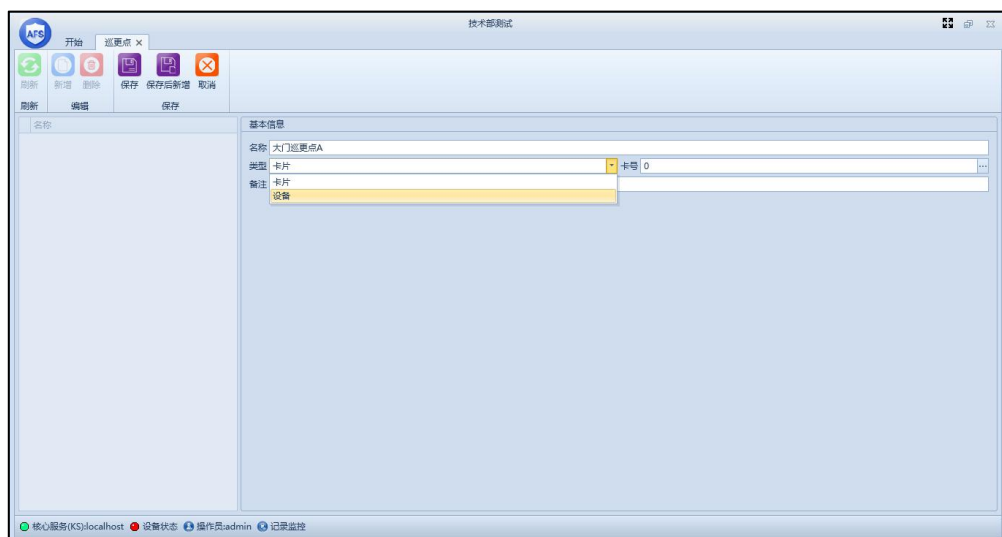 技术部测试
AFS
开始 巡更点
刷新 新增 删除 保存 保存后新增 取消
刷新 编辑 保存
名称
基本信息
名称 大门巡更点A
类型 卡片 卡号 0 ...
备注 卡片
设备
核心服务(KS):localhost 设备状态 操作员:admin 记录监控